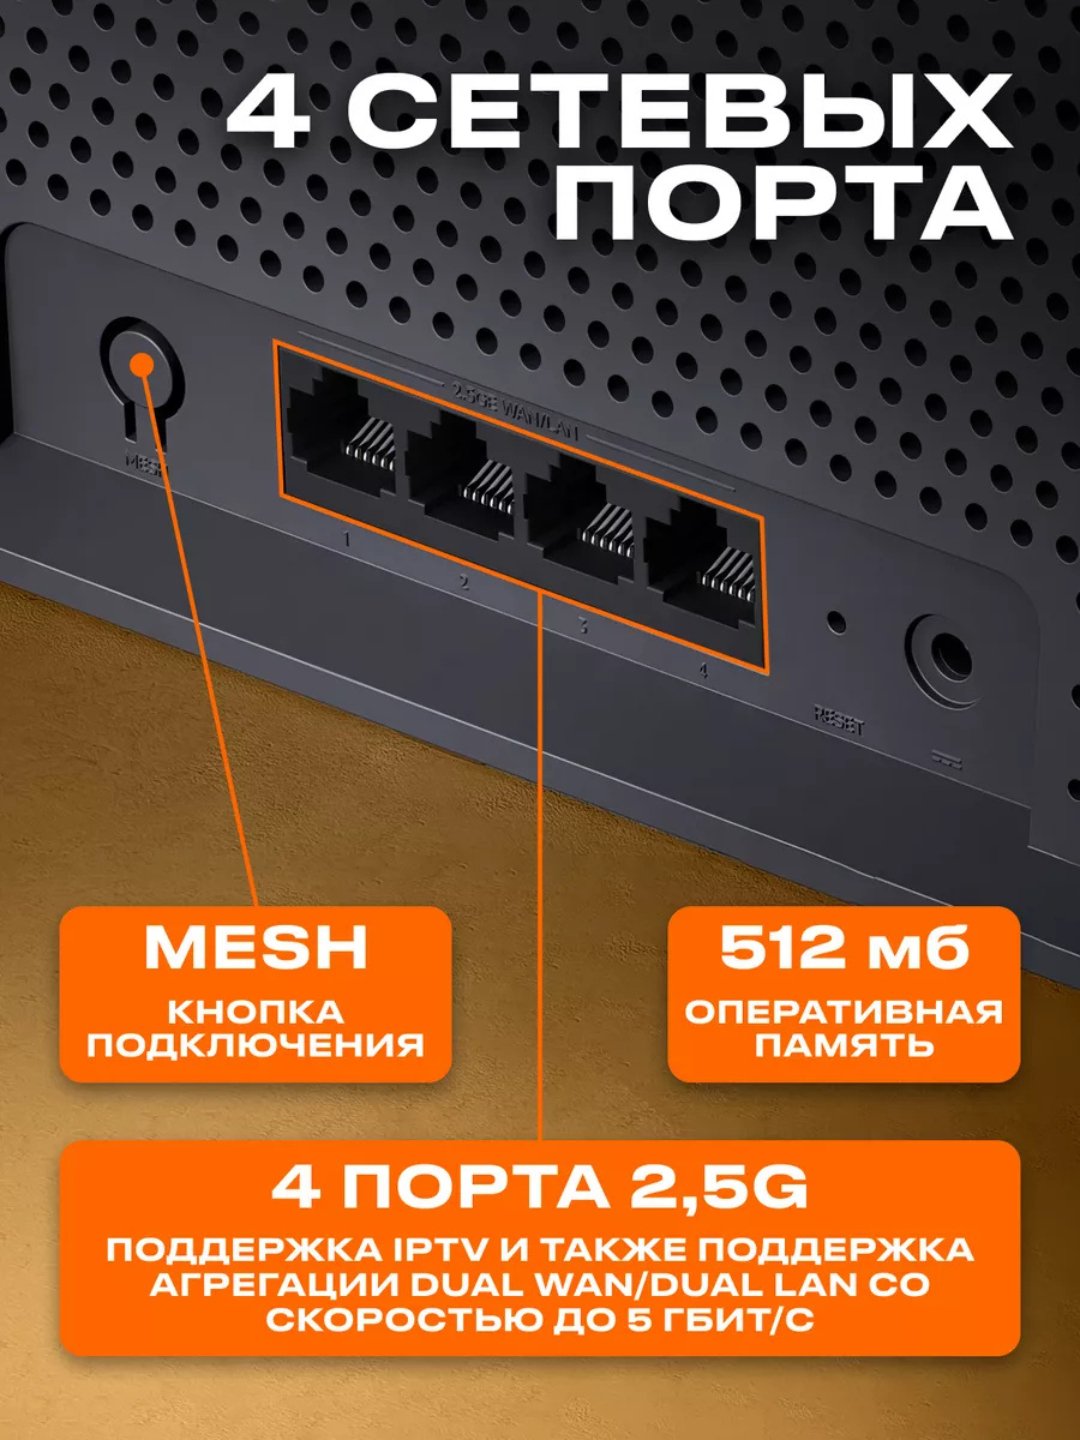 4 СЕТЕВЫХ
ПОРТА
2.5GE WAN/LAN
MESH
1
2
3
4
RESET
MESH
КНОПКА
ПОДКЛЮЧЕНИЯ
512 мб
ОПЕРАТИВНАЯ
ПАМЯТЬ
4 ПОРТА 2,5G
ПОДДЕРЖКА IPTV И ТАКЖЕ ПОДДЕРЖКА
АГРЕГАЦИИ DUAL WAN/DUAL LAN СО
СКОРОСТЬЮ ДО 5 ГБИТ/С